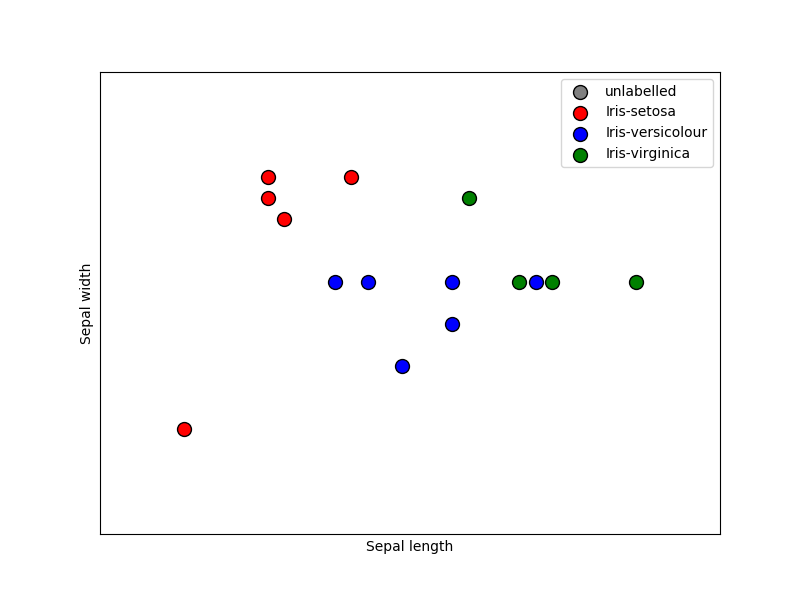 unlabelled
Iris-setosa
Iris-versicolour
Iris-virginica
Sepal width
Sepal length